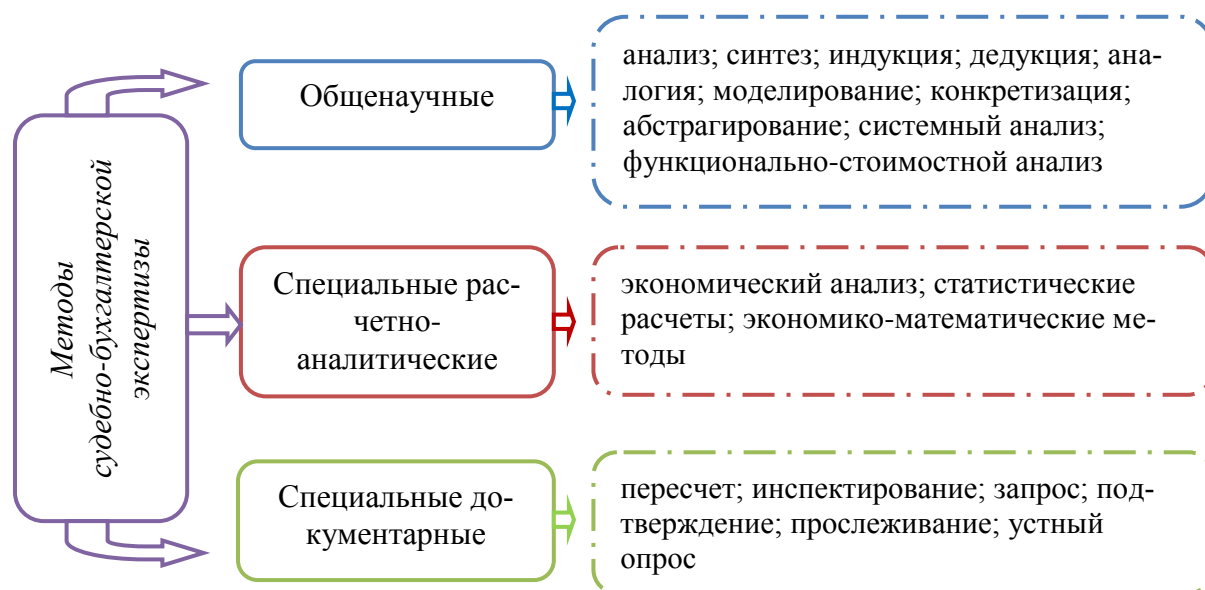 Методы
судебно-бухгалтерской
экспертизы
Общенаучные
анализ; синтез; индукция; дедукция; ана-
логия; моделирование; конкретизация;
абстрагирование; системный анализ;
функционально-стоимостной анализ
Специальные рас-
четно-
аналитические
экономический анализ; статистические
расчеты; экономико-математические ме-
тоды
Специальные до-
кументарные
пересчет; инспектирование; запрос; под-
тверждение; прослеживание; устный
опрос